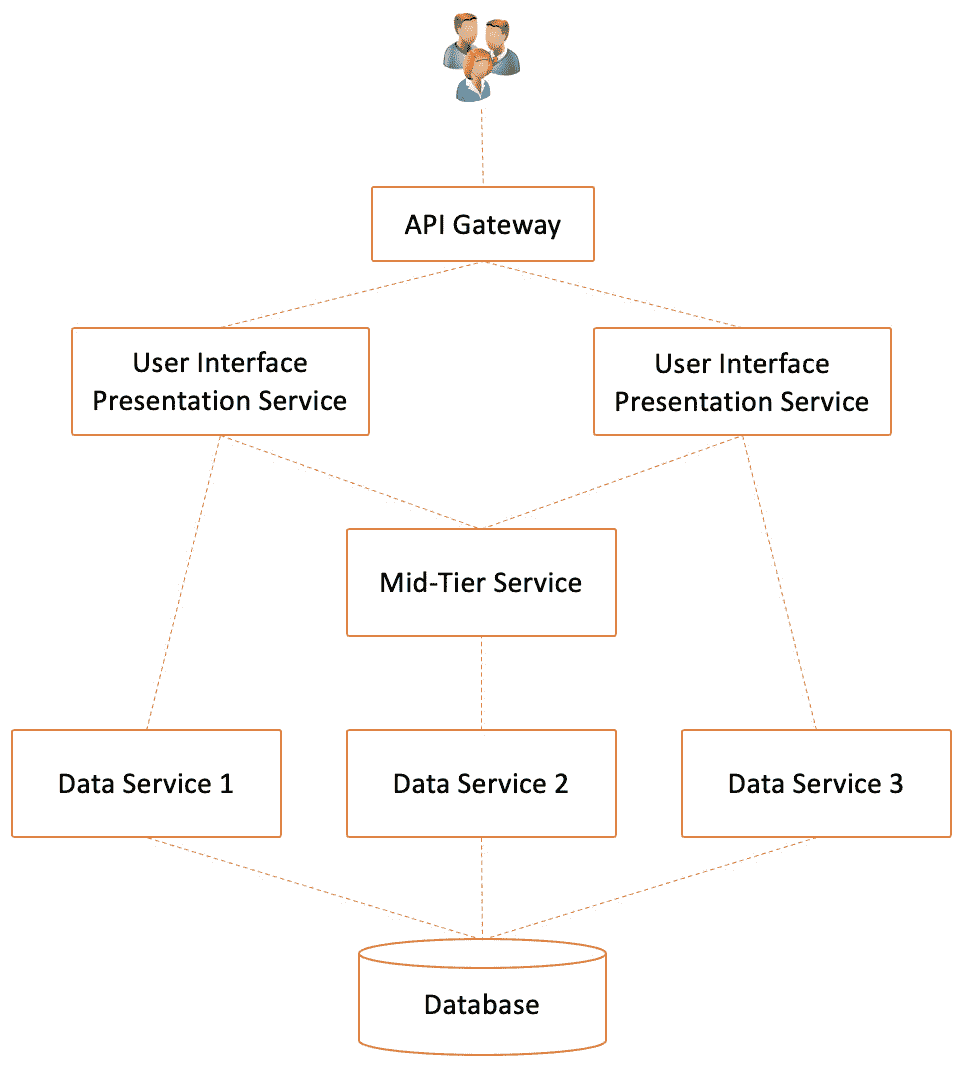 API Gateway
User Interface
Presentation Service
User Interface
Presentation Service
Mid-Tier Service
Data Service 1
Data Service 2
Data Service 3
Database